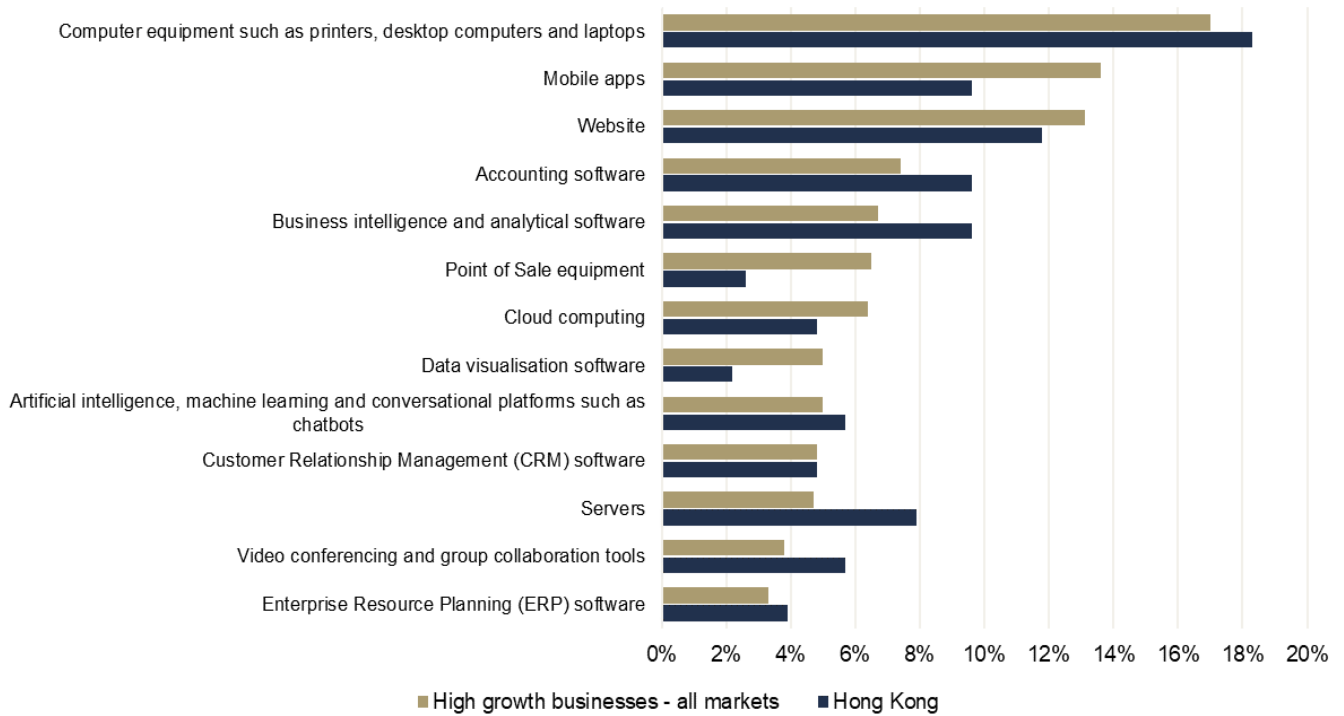 Computer equipment such as printers, desktop computers and laptops
Mobile apps
Website
Accounting software
Business intelligence and analytical software
Point of Sale equipment
Cloud computing
Data visualisation software
Artificial intelligence, machine learning and conversational platforms such as
chatbots
Customer Relationship Management (CRM) software
Servers
Video conferencing and group collaboration tools
Enterprise Resource Planning (ERP) software
0% 2% 4% 6% 8% 10% 12% 14% 16% 18% 20%
High growth businesses - all markets Hong Kong